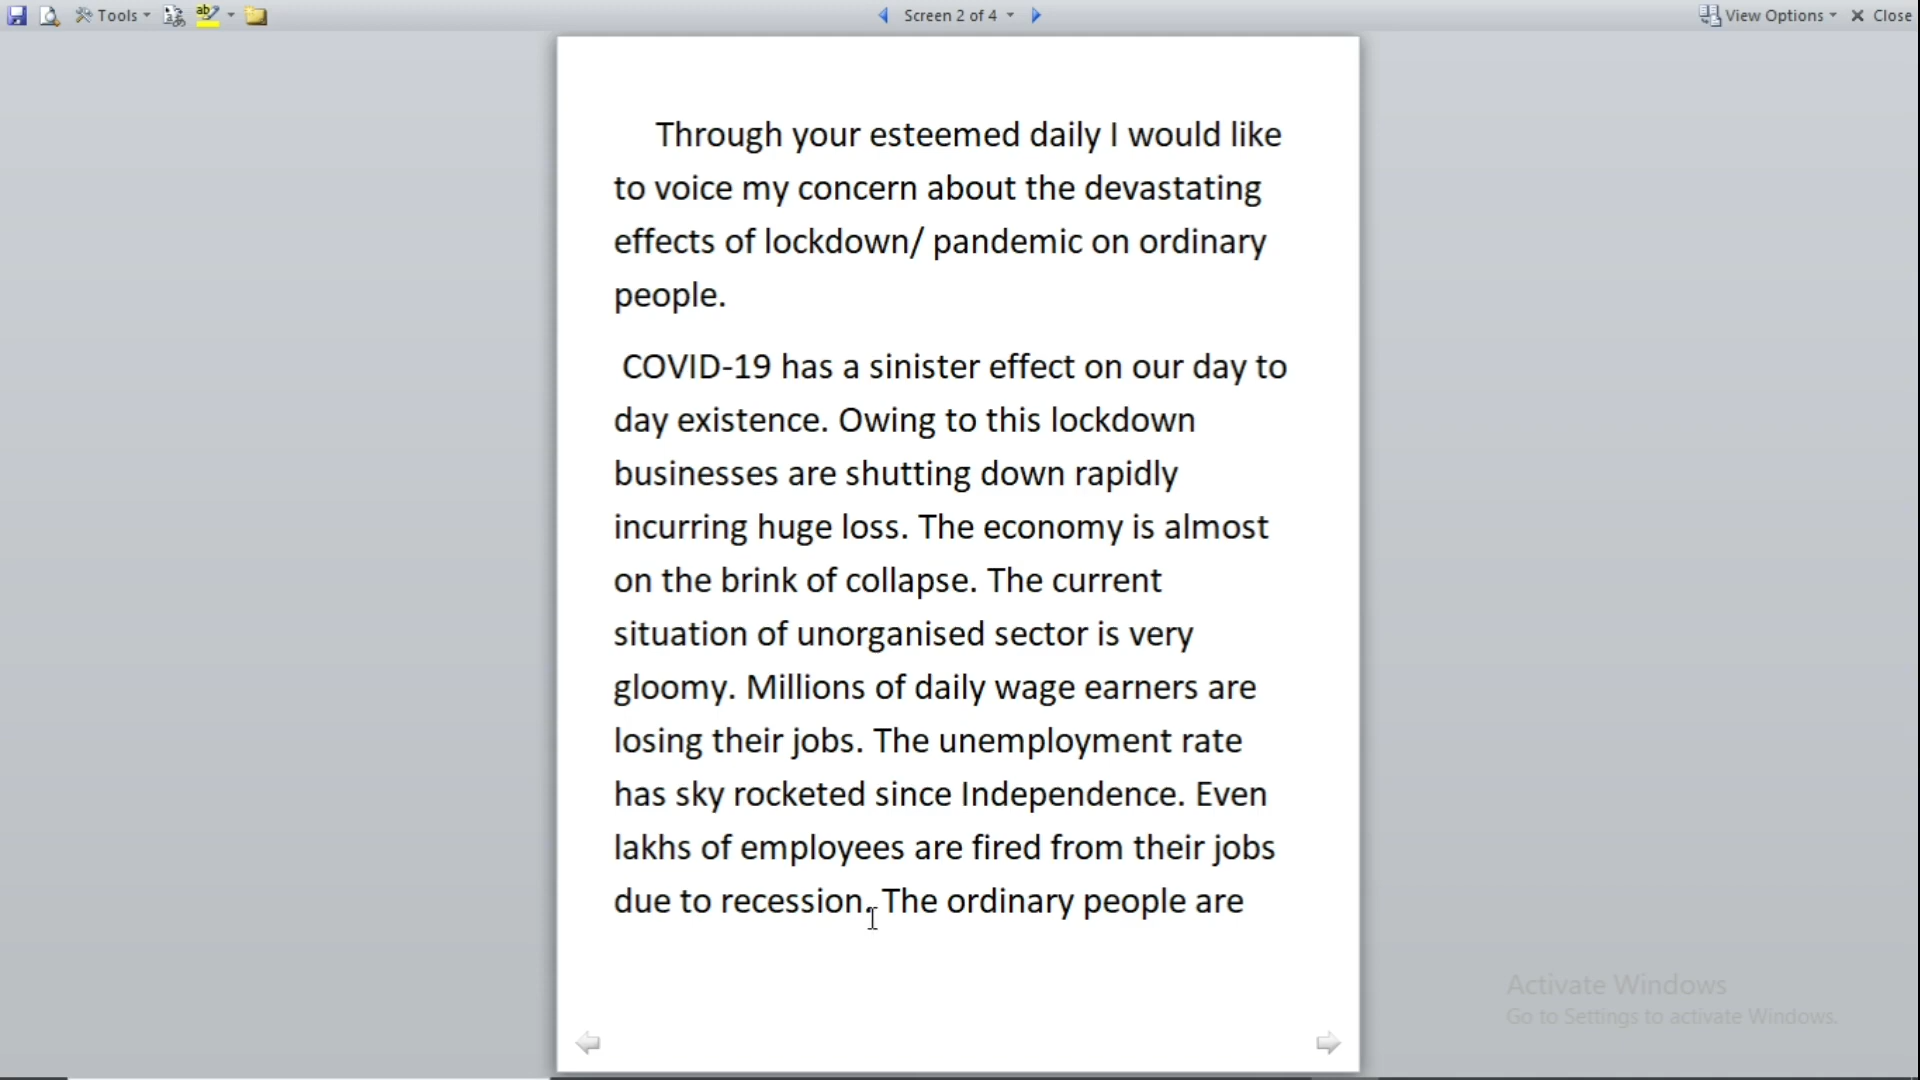 Tools
Screen 2 of 4
View Options
Close
Through your esteemed daily I would like
to voice my concern about the devastating
effects of lockdown/ pandemic on ordinary
people.
COVID-19 has a sinister effect on our day to
day existence. Owing to this lockdown
businesses are shutting down rapidly
incurring huge loss. The economy is almost
on the brink of collapse. The current
situation of unorganised sector is very
gloomy. Millions of daily wage earners are
losing their jobs. The unemployment rate
has sky rocketed since Independence. Even
lakhs of employees are fired from their jobs
due to recession. The ordinary people are
Activate Windows
Go to Settings to activate Windows.